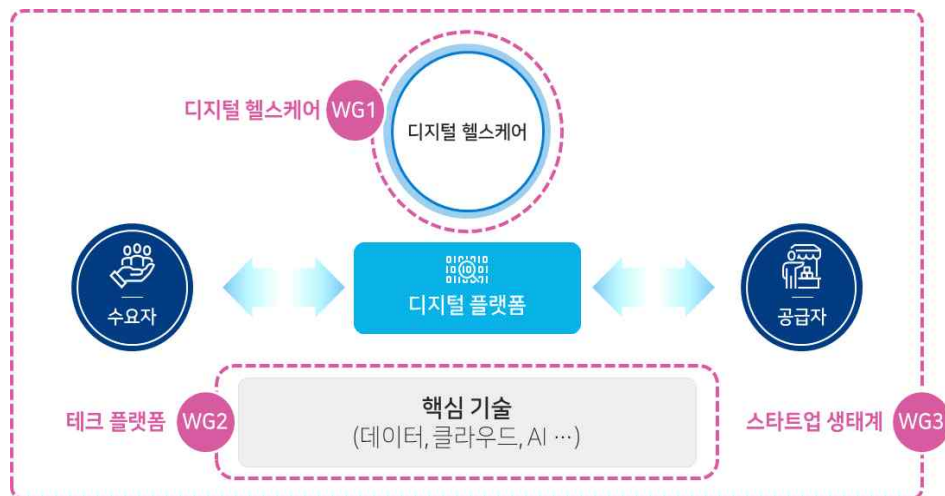 디지털 헬스케어 WG1
디지털 헬스케어
수요자
디지털 플랫폼
공급자
테크 플랫폼 WG2
핵심 기술
(데이터, 클라우드, AI ···)
스타트업 생태계 WG3